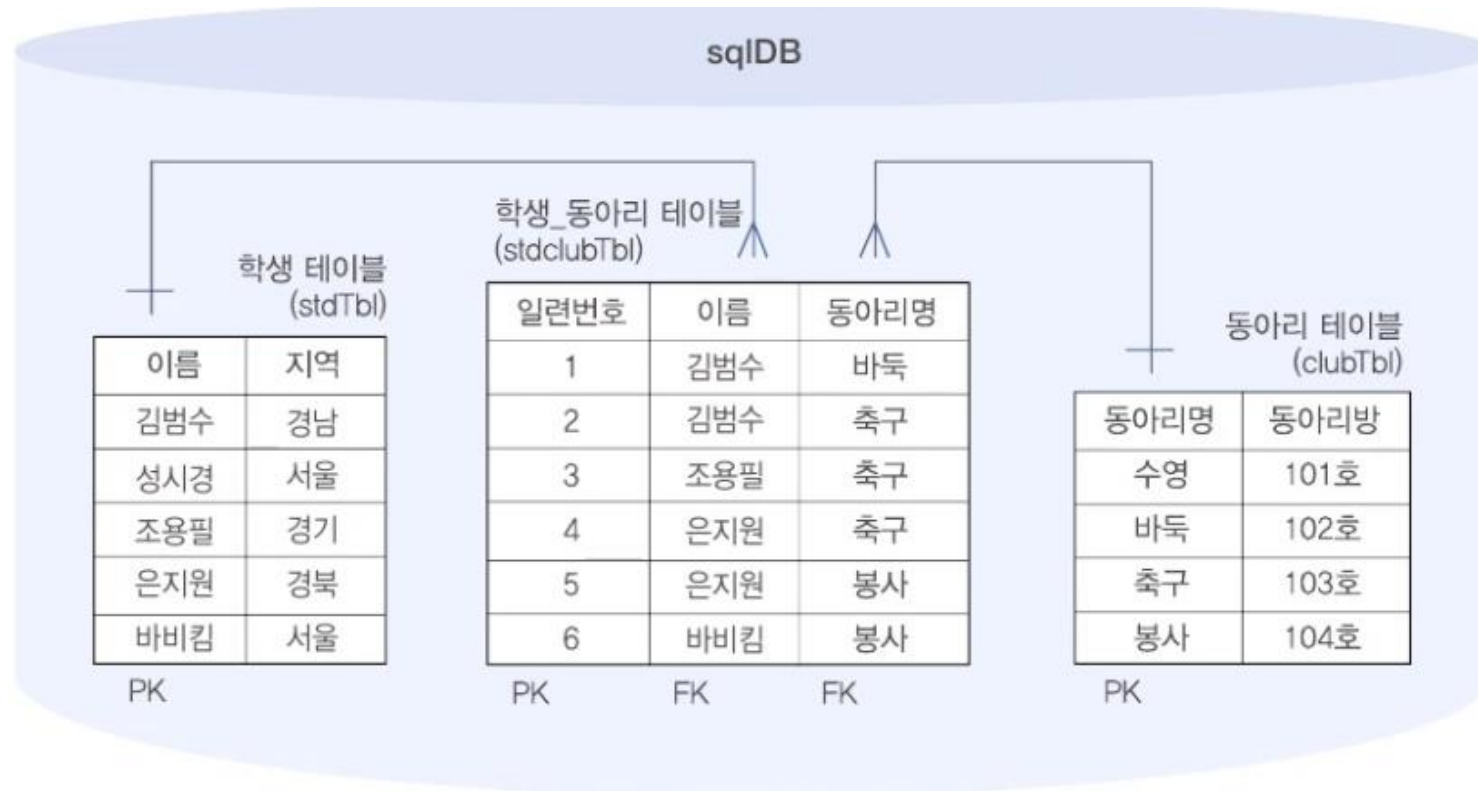 sqlDB
학생 테이블
(stdTbl)
이름 지역
김범수 경남
성시경 서울
조용필 경기
은지원 경북
바비킴 서울
PK
학생_동아리 테이블
(stdclubTbl)
일련번호 이름 동아리명
1 김범수 바둑
2 김범수 축구
3 조용필 축구
4 은지원 축구
5 은지원 봉사
6 바비킴 봉사
PK FK FK
동아리 테이블
(clubTbl)
동아리명 동아리방
수영 101호
바둑 102호
축구 103호
봉사 104호
PK